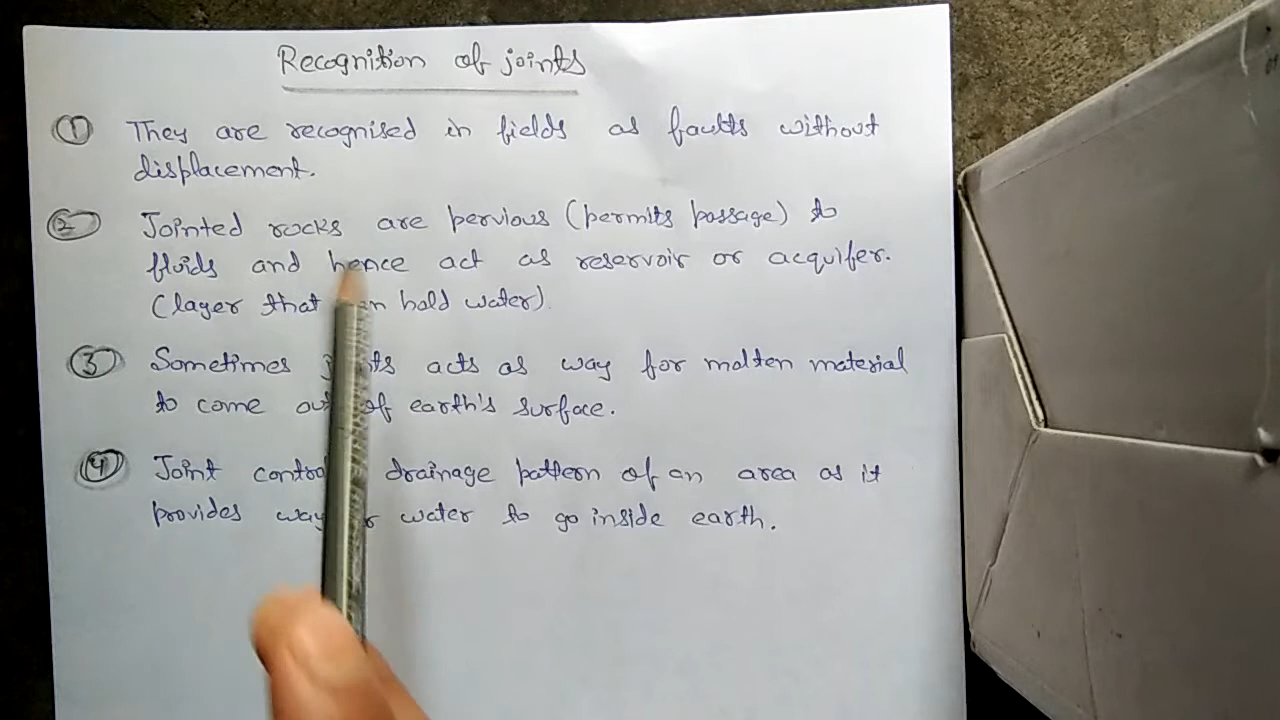 Recognition of joints
① They are recognised in fields as faults without
displacement.
② Jointed rocks are pervious (permits passage) to
fluids and hence act as reservoir or acquifer.
(layer that hold water).
③ Sometimes acts as way for molten material
to come of earth's surface.
④ Joint drainage pattern of an area as it
provides water to go inside earth.